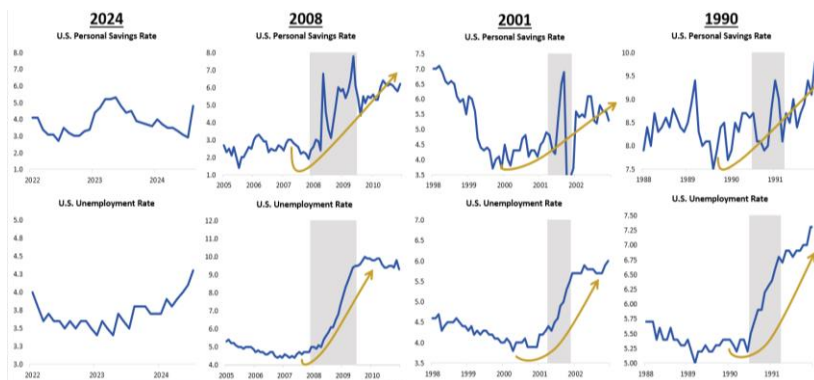 2024 2008 2001 1990
U.S. Personal Savings Rate U.S. Personal Savings Rate U.S. Personal Savings Rate U.S. Personal Savings Rate
8.0 8.0 7.5 10.0
7.0 7.0 7.0
6.0 6.0 6.5 9.5
5.0 5.0 6.0
4.0 4.0 5.5 9.0
3.0 3.0 5.0
2.0 2.0 4.5 8.5
1.0 1.0 4.0 8.0
3.5 7.5
2022 2023 2024 2005 2006 2007 2008 2009 2010 1998 1999 2000 2001 2002 1988 1989 1990 1991
U.S. Unemployment Rate U.S. Unemployment Rate U.S. Unemployment Rate U.S. Unemployment Rate
5.0 12.0 7.0 7.50
4.8 11.0 6.5 7.25
4.5 10.0 6.0 7.00
4.3 9.0 5.5 6.75
4.0 8.0 5.0 6.50
3.8 7.0 4.5 6.25
3.5 6.0 4.0 6.00
3.3 5.0 3.5 5.75
3.0 4.0 5.50
5.25
5.00
2022 2023 2024 2005 2006 2007 2008 2009 2010 1998 1999 2000 2001 2002 1988 1989 1990 1991